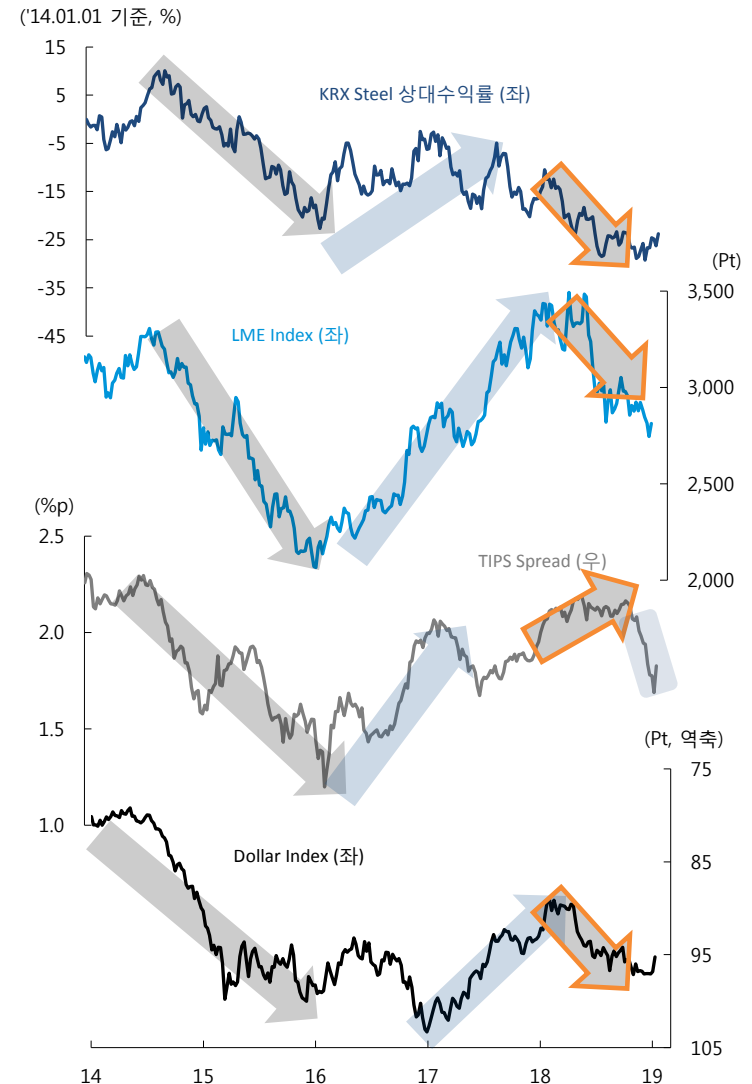 ('14.01.01 기준, %)
15
5
-5
-15
-25
-35
-45
KRX Steel 상대수익률 (좌)
(Pt)
3,500
3,000
2,500
2,000
LME Index (좌)
(%p)
2.5
2.0
1.5
1.0
TIPS Spread (우)
(Pt, 역축)
75
85
95
105
Dollar Index (좌)
14 15 16 17 18 19